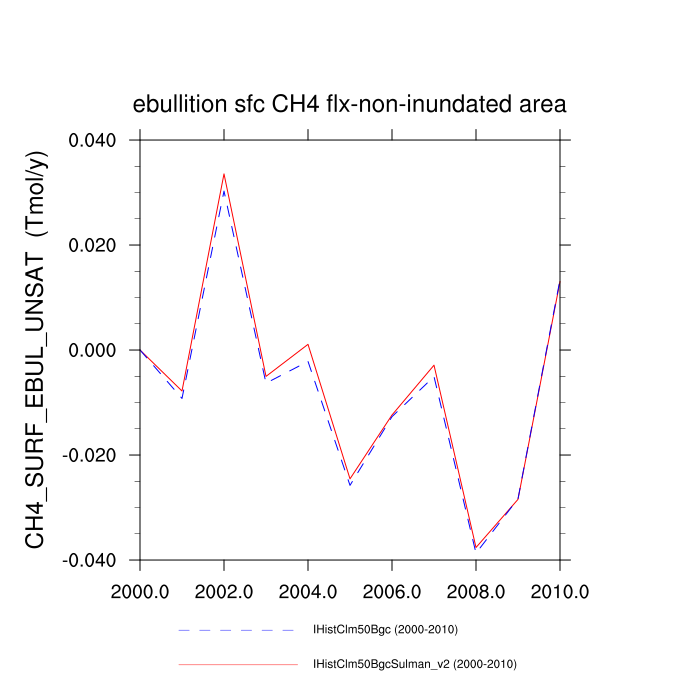 ebullition sfc CH4 flx-non-inundated area
CH4_SURF_EBUL_UNSAT (Tmol/y)
0.040
0.020
0.000
-0.020
-0.040
2000.0 2002.0 2004.0 2006.0 2008.0 2010.0
IHistClm50Bgc (2000-2010)
IHistClm50BgcSulman_v2 (2000-2010)